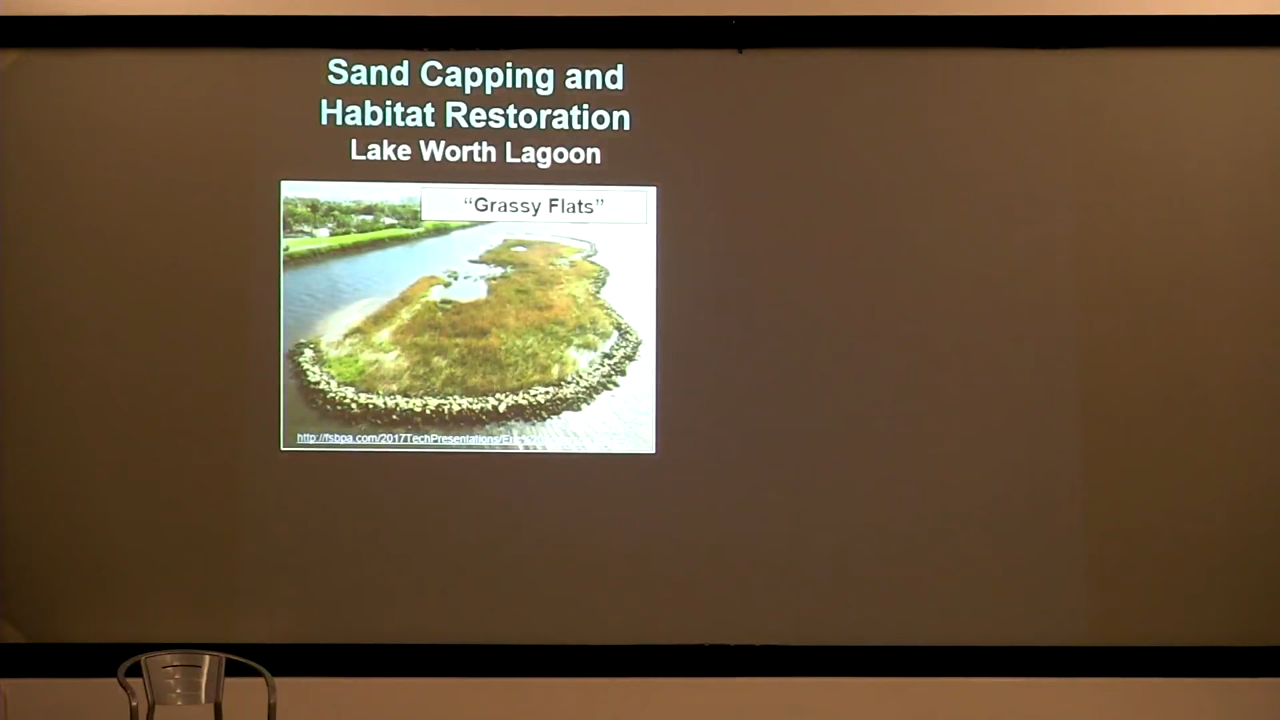 Sand Capping and
Habitat Restoration
Lake Worth Lagoon
“Grassy Flats”
http://fsbpa.com/2017TechPresentations/